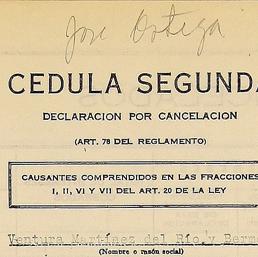 Jose Ortega
CEDULA SEGUNDA
DECLARACION POR CANCELACION
(ART. 78 DEL REGLAMENTO)
CAUSANTES COMPRENDIDOS EN LAS FRACCIONES
I, II, VI Y VII DEL ART. 20 DE LA LEY
Ventura Martínez del Río y Berme
(Nombre o razón social)